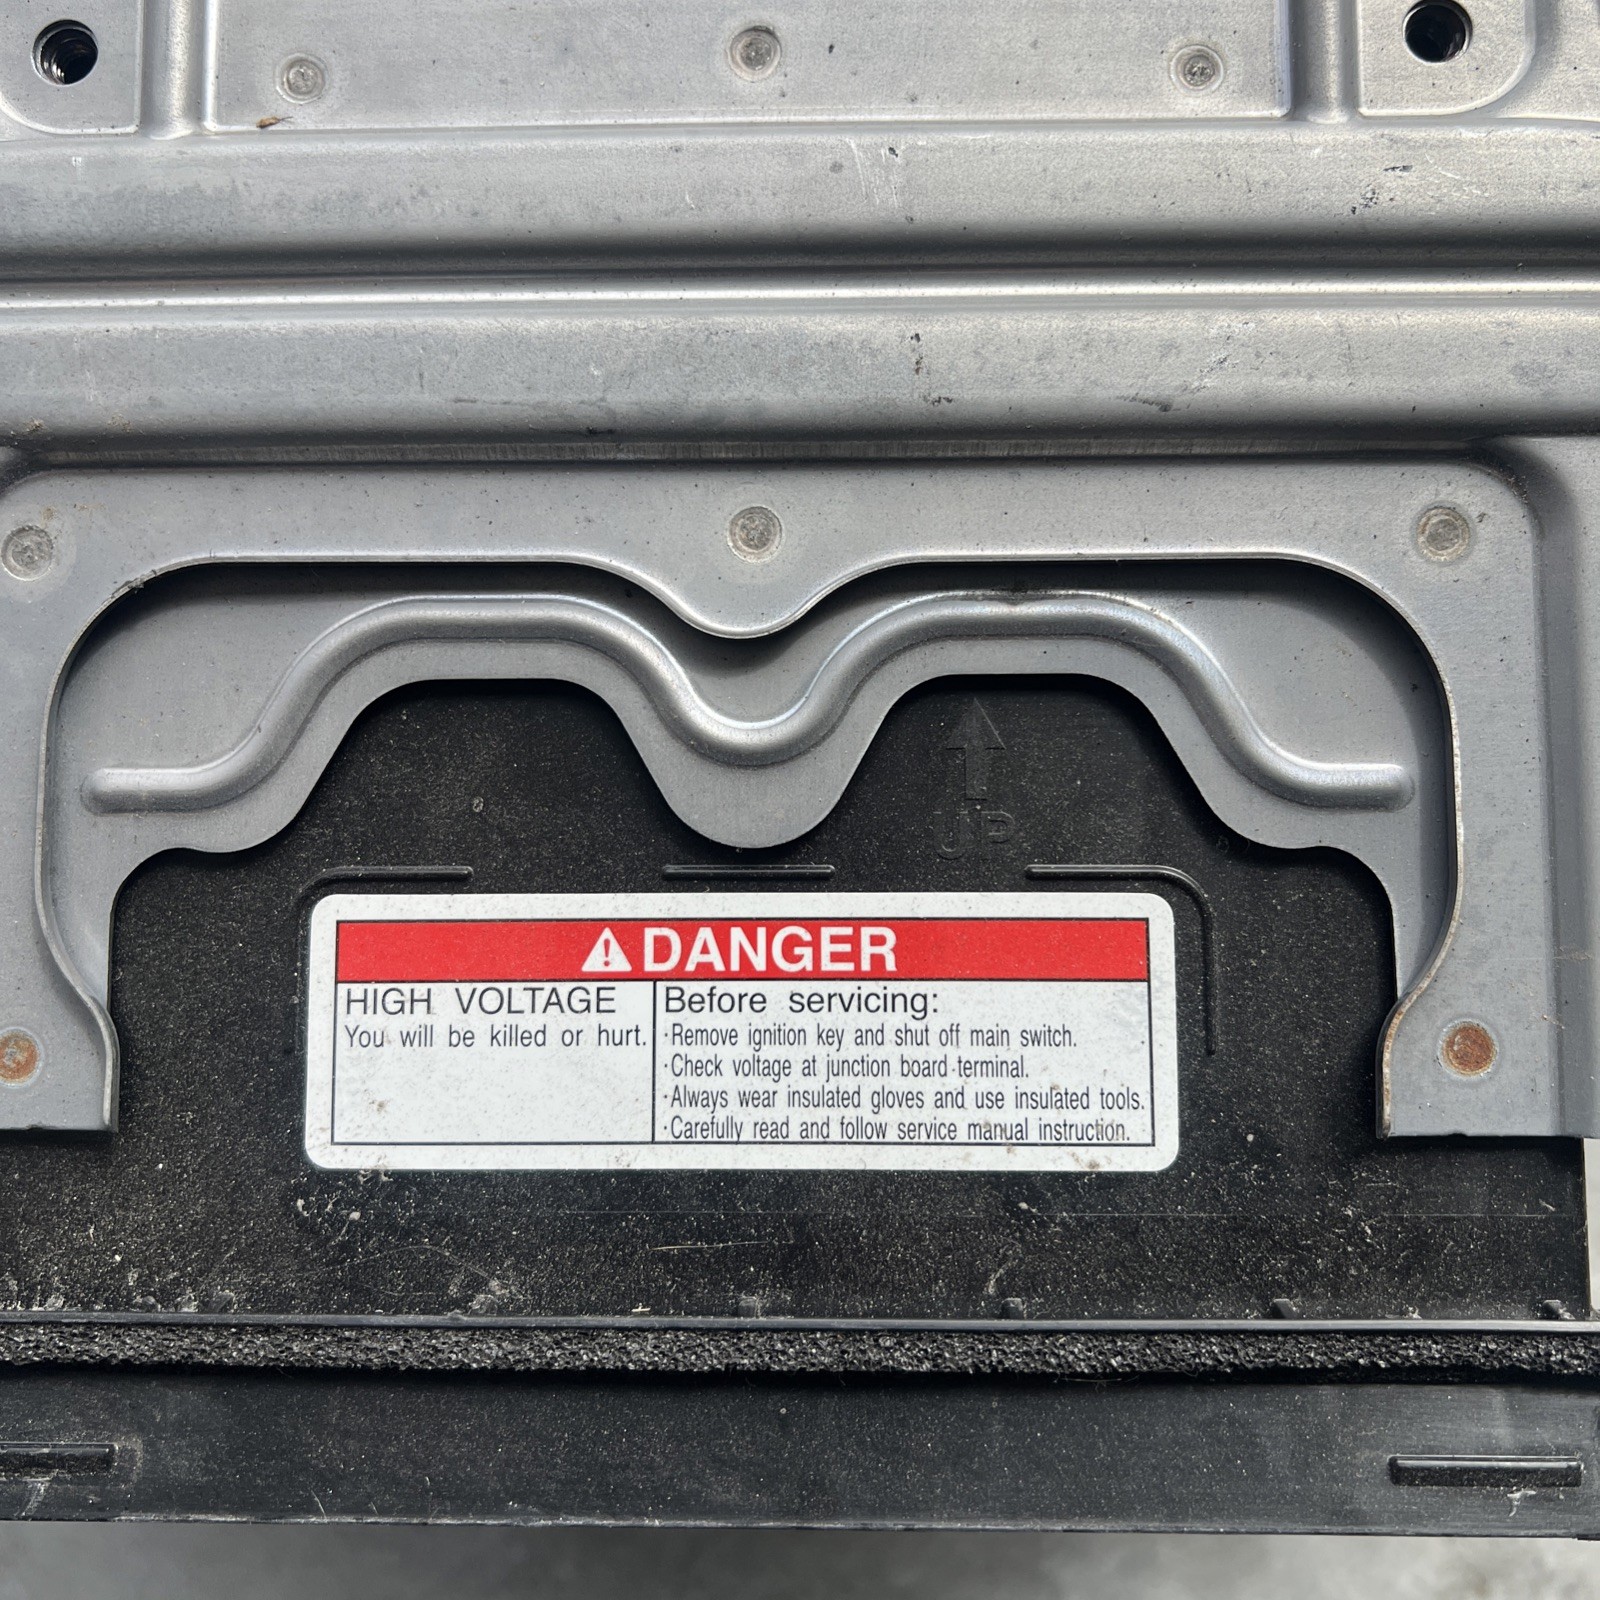 UP
DANGER
HIGH VOLTAGE
You will be killed or hurt.
Before servicing:
·Remove ignition key and shut off main switch.
·Check voltage at junction board terminal.
·Always wear insulated gloves and use insulated tools.
·Carefully read and follow service manual instruction.